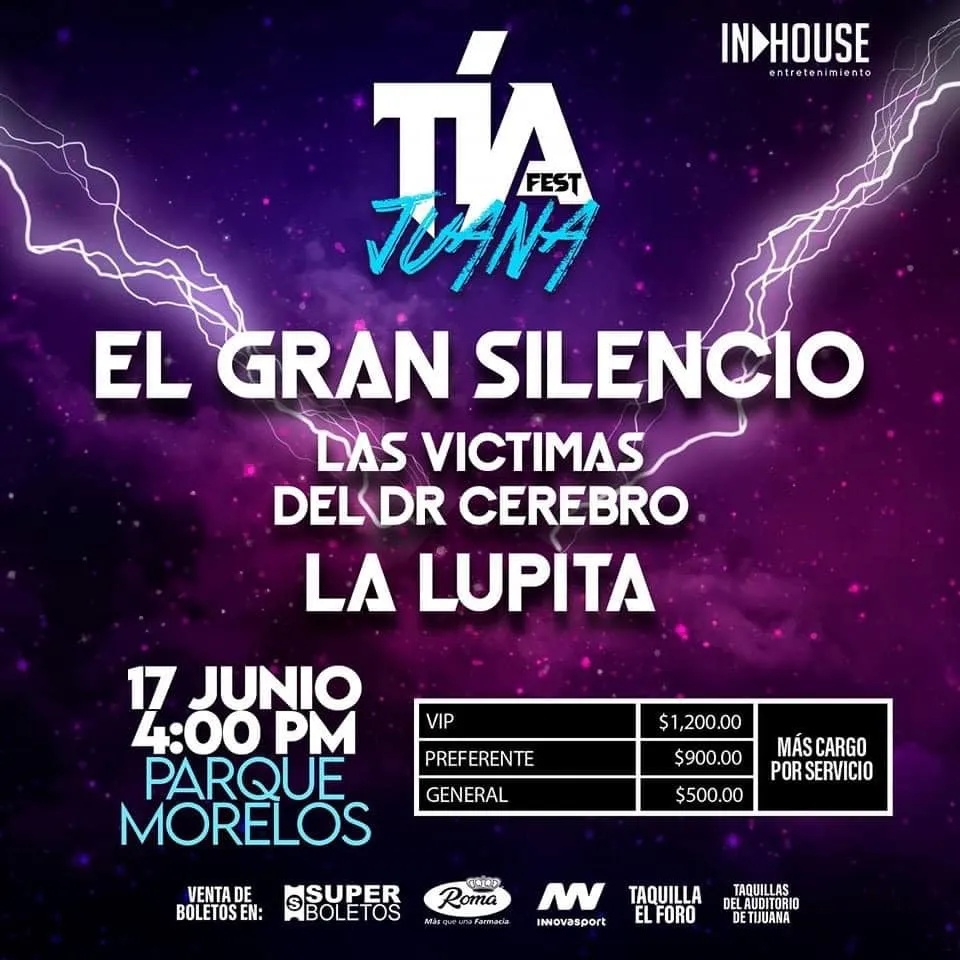 IN HOUSE
entretenimiento
TÍA
FEST
JUANA
EL GRAN SILENCIO
LAS VICTIMAS
DEL DR CEREBRO
LA LUPITA
17 JUNIO
4:00 PM
PARQUE
MORELOS
VIP $1,200.00
PREFERENTE $900.00
GENERAL $500.00
MÁS CARGO
POR SERVICIO
VENTA DE
BOLETOS EN:
SUPER
BOLETOS
Roma
Más que una Farmacia
INNOVASPORT
TAQUILLA
EL FORO
TAQUILLAS
DEL AUDITORIO
DE TIJUANA